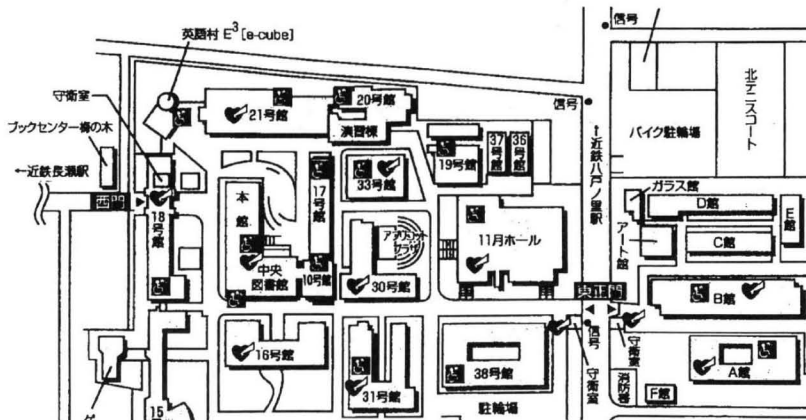 信号
英語村 E³ [e-cube]
守衛室
ブックセンター梅の木
←近鉄長瀬駅
西門
21号館
20号館
演習棟
信号
18号館
本館
17号館
33号館
19号館
37号館
36号館
←近鉄八戸ノ里駅
バイク駐輪場
北テニスコート
ガラス館
D館
E館
アート館
C館
中央
図書館
10号館
30号館
11月ホール
東正門
B館
16号館
31号館
38号館
守衛室
信号
守衛室
消防署
A館
F館
駐輪場
15